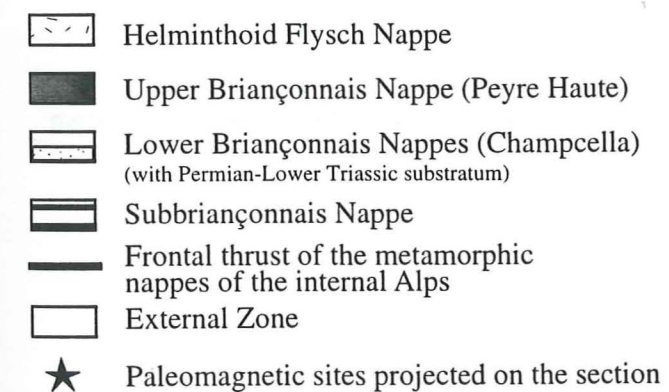 Helminthoid Flysch Nappe
Upper Briançonnais Nappe (Peyre Haute)
Lower Briançonnais Nappes (Champcella)
(with Permian-Lower Triassic substratum)
Subbriançonnais Nappe
Frontal thrust of the metamorphic
nappes of the internal Alps
External Zone
Paleomagnetic sites projected on the section